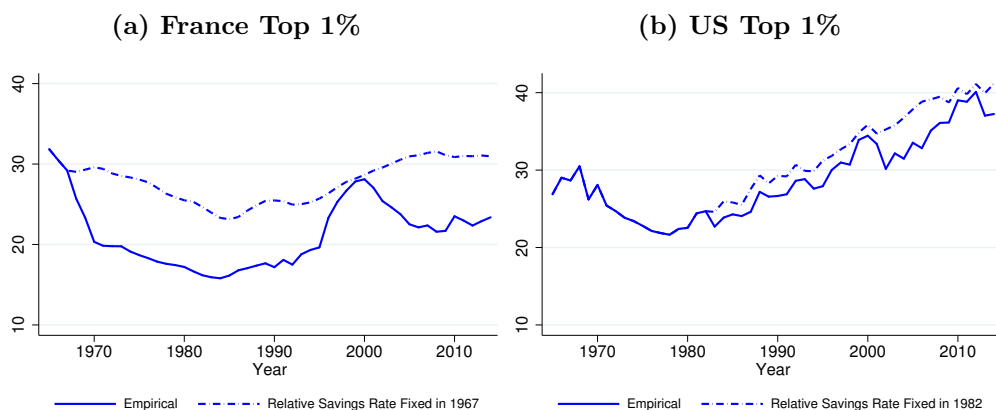 (a) France Top 1%
40
30
20
10
1970 1980 1990 2000 2010
Year
Empirical Relative Savings Rate Fixed in 1967
(b) US Top 1%
40
30
20
10
1970 1980 1990 2000 2010
Year
Empirical Relative Savings Rate Fixed in 1982